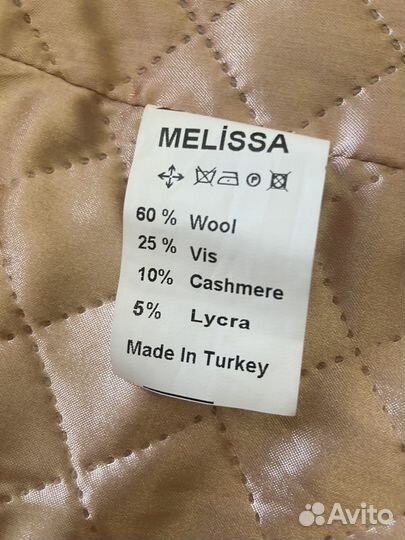 MELİSSA
P
60 % Wool
25 % Vis
10% Cashmere
5% Lycra
Made In Turkey
Avito